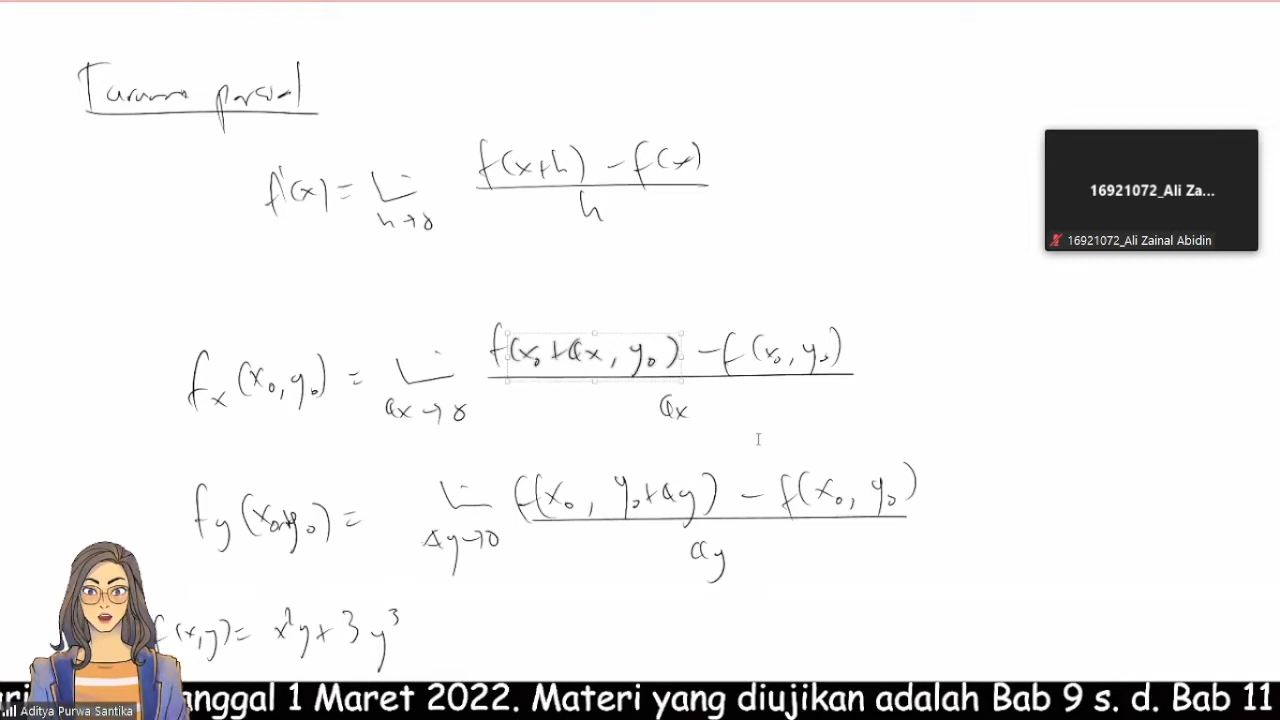 Turunan parsial
f'(x) = lim h→0 f(x+h) - f(x) / h
16921072_Ali Za...
16921072_Ali Zainal Abidin
fx (x0, y0) = lim Δx→0 f(x0+Δx, y0) - f(x0, y0) / Δx
fy (x0, y0) = lim Δy→0 f(x0, y0+Δy) - f(x0, y0) / Δy
f(x,y) = x²y + 3y³
anggal 1 Maret 2022. Materi yang diujikan adalah Bab 9 s. d. Bab 11
Aditya Purwa Santika